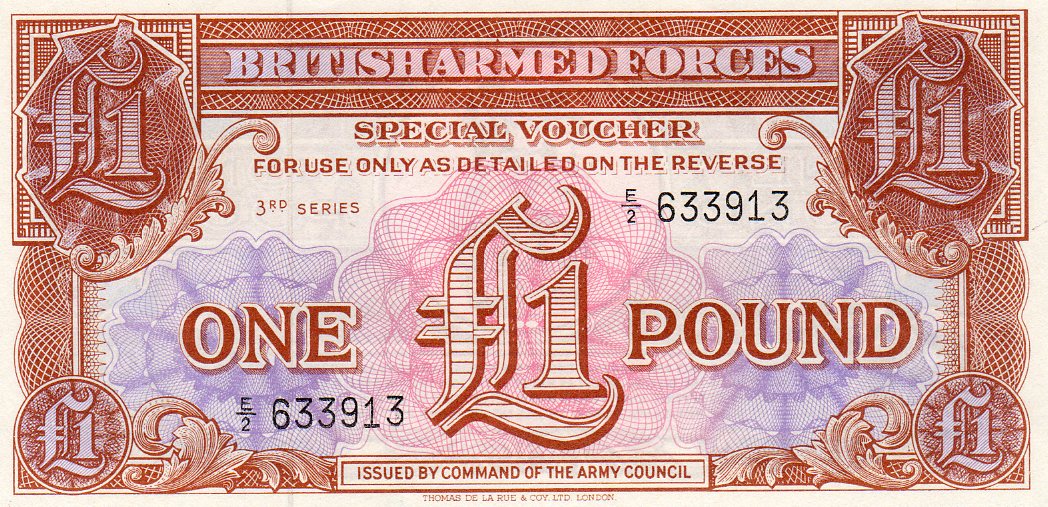 BRITISH ARMED FORCES
£1
£1
SPECIAL VOUCHER
FOR USE ONLY AS DETAILED ON THE REVERSE
3RD SERIES
E/2 633913
ONE £1 POUND
E/2 633913
£1
£1
ISSUED BY COMMAND OF THE ARMY COUNCIL
THOMAS DE LA RUE & COY. LTD. LONDON.